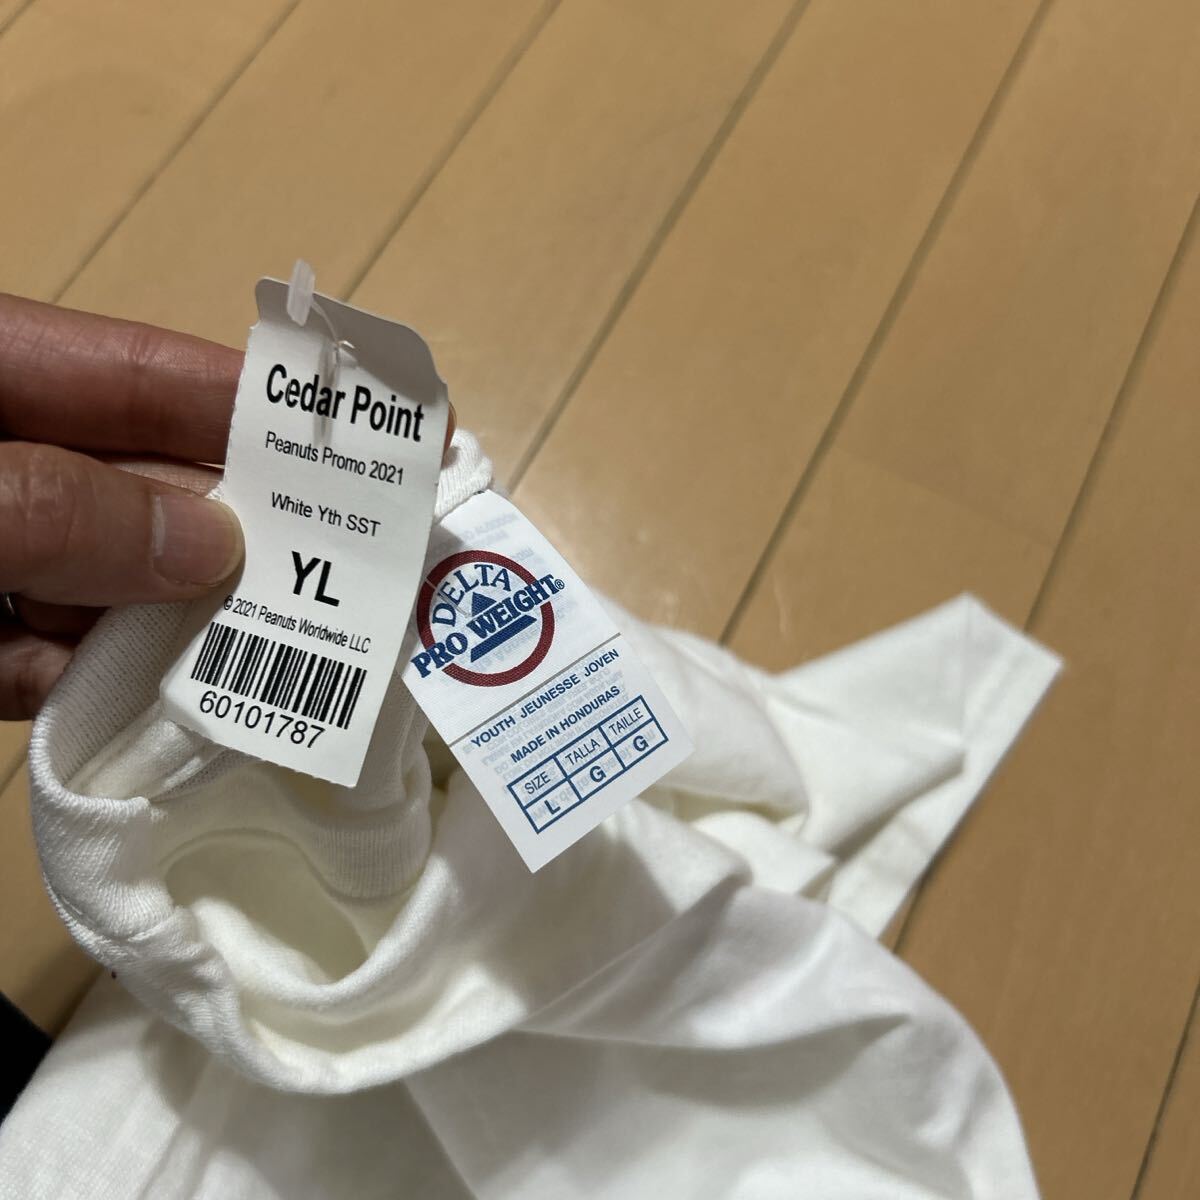 Cedar Point
Peanuts Promo 2021
White Yth SST
YL
© 2021 Peanuts Worldwide LLC
60101787
DELTA
PRO WEIGHT®
YOUTH JEUNESSE JOVEN
MADE IN HONDURAS
SIZE TALLA TAILLE
L G G